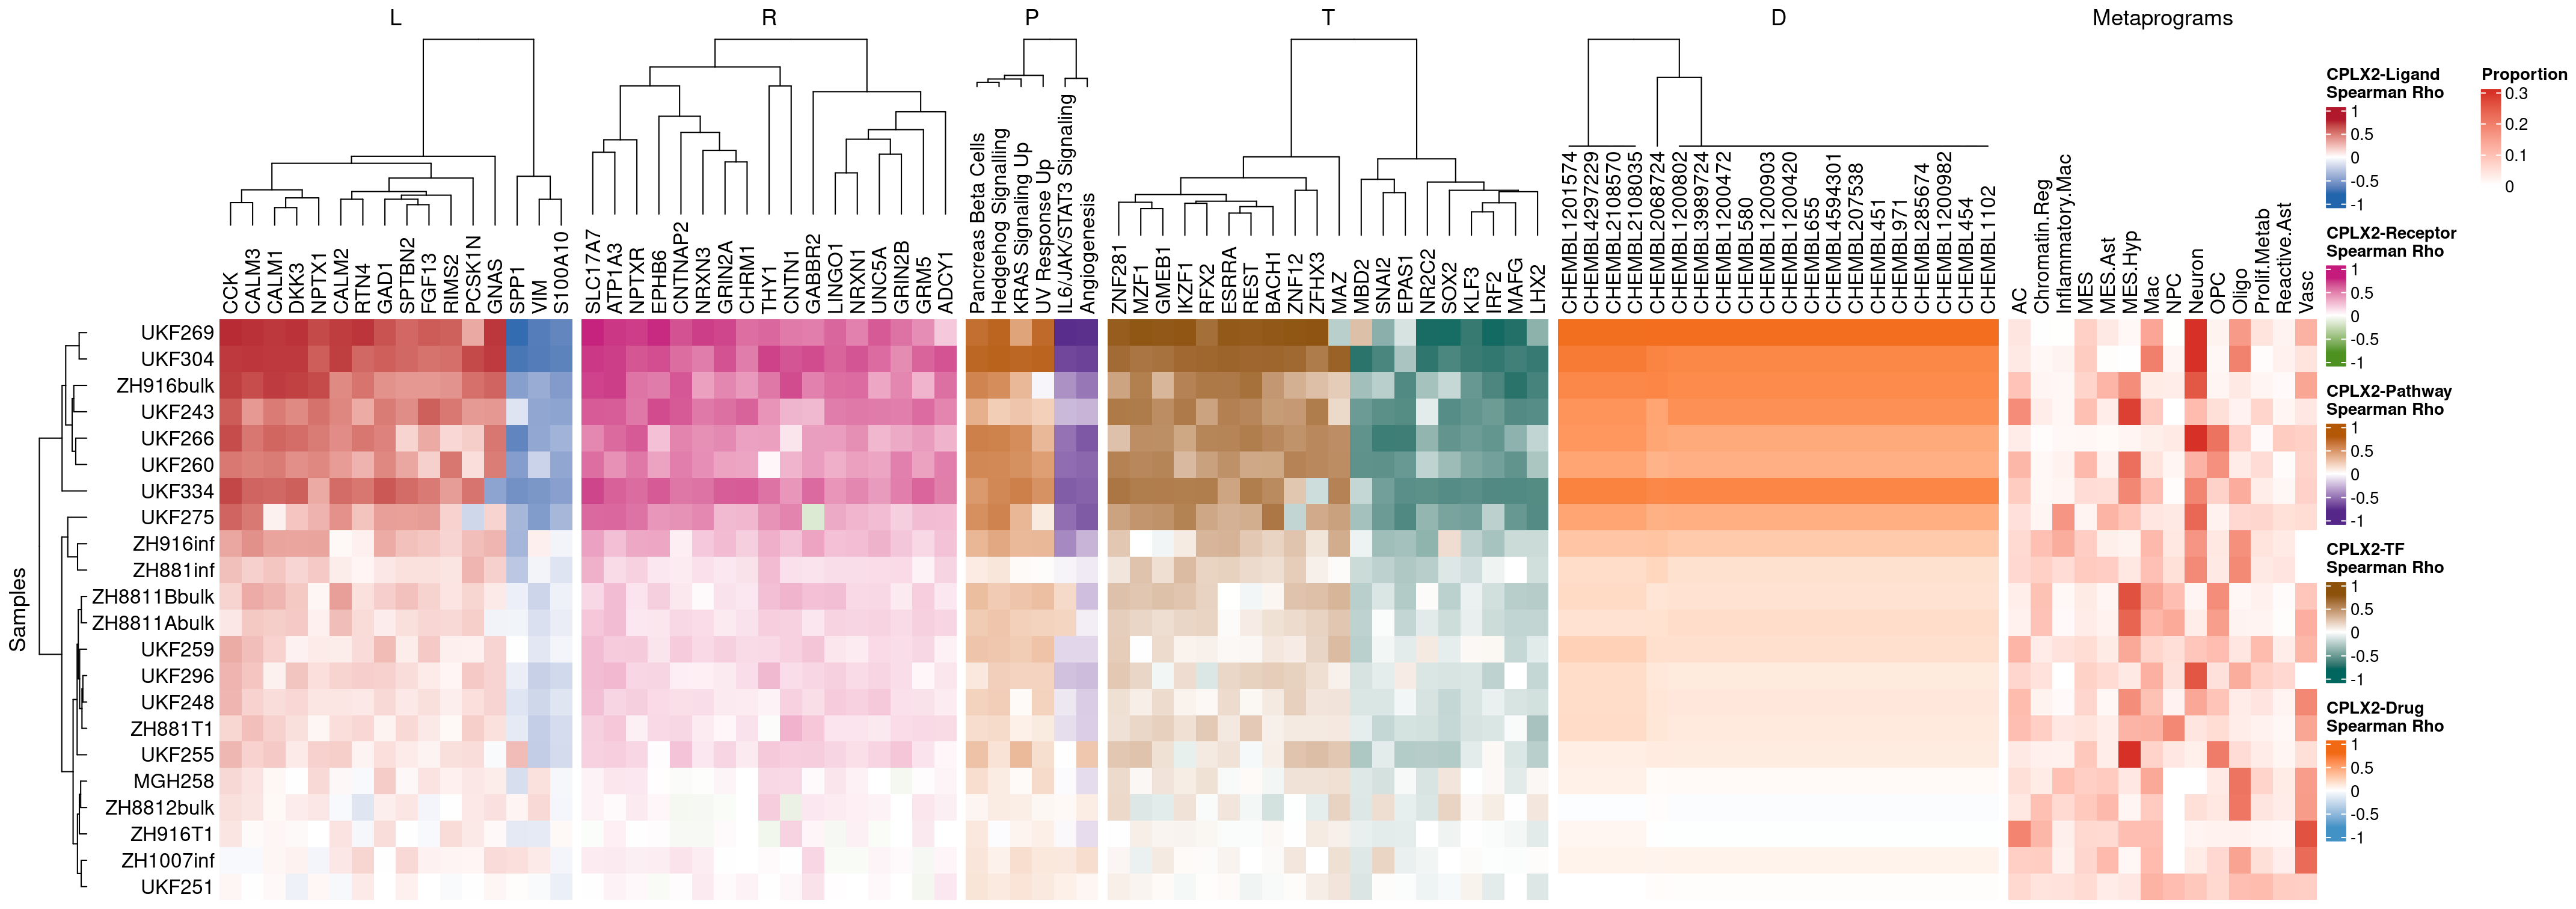 L
R
P
T
D
Metaprograms
CCK
CALM3
CALM1
DKK3
NPTX1
CALM2
RTN4
GAD1
SPTBN2
FGF13
RIMS2
PCSK1N
GNAS
SPP1
VIM
S100A10
SLC17A7
ATP1A3
NPTXR
EPHB6
CNTNAP2
NRXN3
GRIN2A
CHRM1
THY1
CNTN1
GABBR2
LINGO1
NRXN1
UNC5A
GRIN2B
GRM5
ADCY1
Pancreas Beta Cells
Hedgehog Signalling
KRAS Signaling Up
UV Response Up
IL6/JAK/STAT3 Signaling
Angiogenesis
ZNF281
MZF1
GMEB1
IKZF1
RFX2
ESRRA
REST
BACH1
ZNF12
ZFHX3
MAZ
MBD2
SNAI2
EPAS1
NR2C2
SOX2
KLF3
IRF2
MAFG
LHX2
CHEMBL1201574
CHEMBL4297229
CHEMBL2108570
CHEMBL2108035
CHEMBL2068724
CHEMBL1200802
CHEMBL3989724
CHEMBL1200472
CHEMBL580
CHEMBL1200903
CHEMBL1200420
CHEMBL655
CHEMBL4594301
CHEMBL207538
CHEMBL451
CHEMBL971
CHEMBL285674
CHEMBL1200982
CHEMBL454
CHEMBL1102
AC
Chromatin.Reg
Inflammatory.Mac
MES
MES.Ast
MES.Hyp
Mac
NPC
Neuron
OPC
Oligo
Prolif.Metab
Reactive.Ast
Vasc
Samples
UKF269
UKF304
ZH916bulk
UKF243
UKF266
UKF260
UKF334
UKF275
ZH916inf
ZH881inf
ZH8811Bbulk
ZH8811Abulk
UKF259
UKF296
UKF248
ZH881T1
UKF255
MGH258
ZH8812bulk
ZH916T1
ZH1007inf
UKF251
CPLX2-Ligand
Spearman Rho
1
0.5
0
-0.5
-1
CPLX2-Receptor
Spearman Rho
1
0.5
0
-0.5
-1
CPLX2-Pathway
Spearman Rho
1
0.5
0
-0.5
-1
CPLX2-TF
Spearman Rho
1
0.5
0
-0.5
-1
CPLX2-Drug
Spearman Rho
1
0.5
0
-0.5
-1
Proportion
0.3
0.2
0.1
0